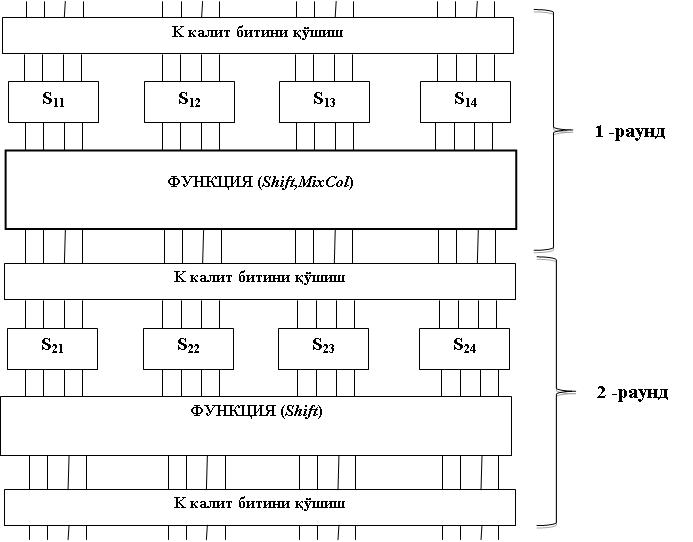 K калит битини қўшиш
S11 S12 S13 S14
1 -раунд
ФУНКЦИЯ (Shift,MixCol)
K калит битини қўшиш
S21 S22 S23 S24
2 -раунд
ФУНКЦИЯ (Shift)
K калит битини қўшиш